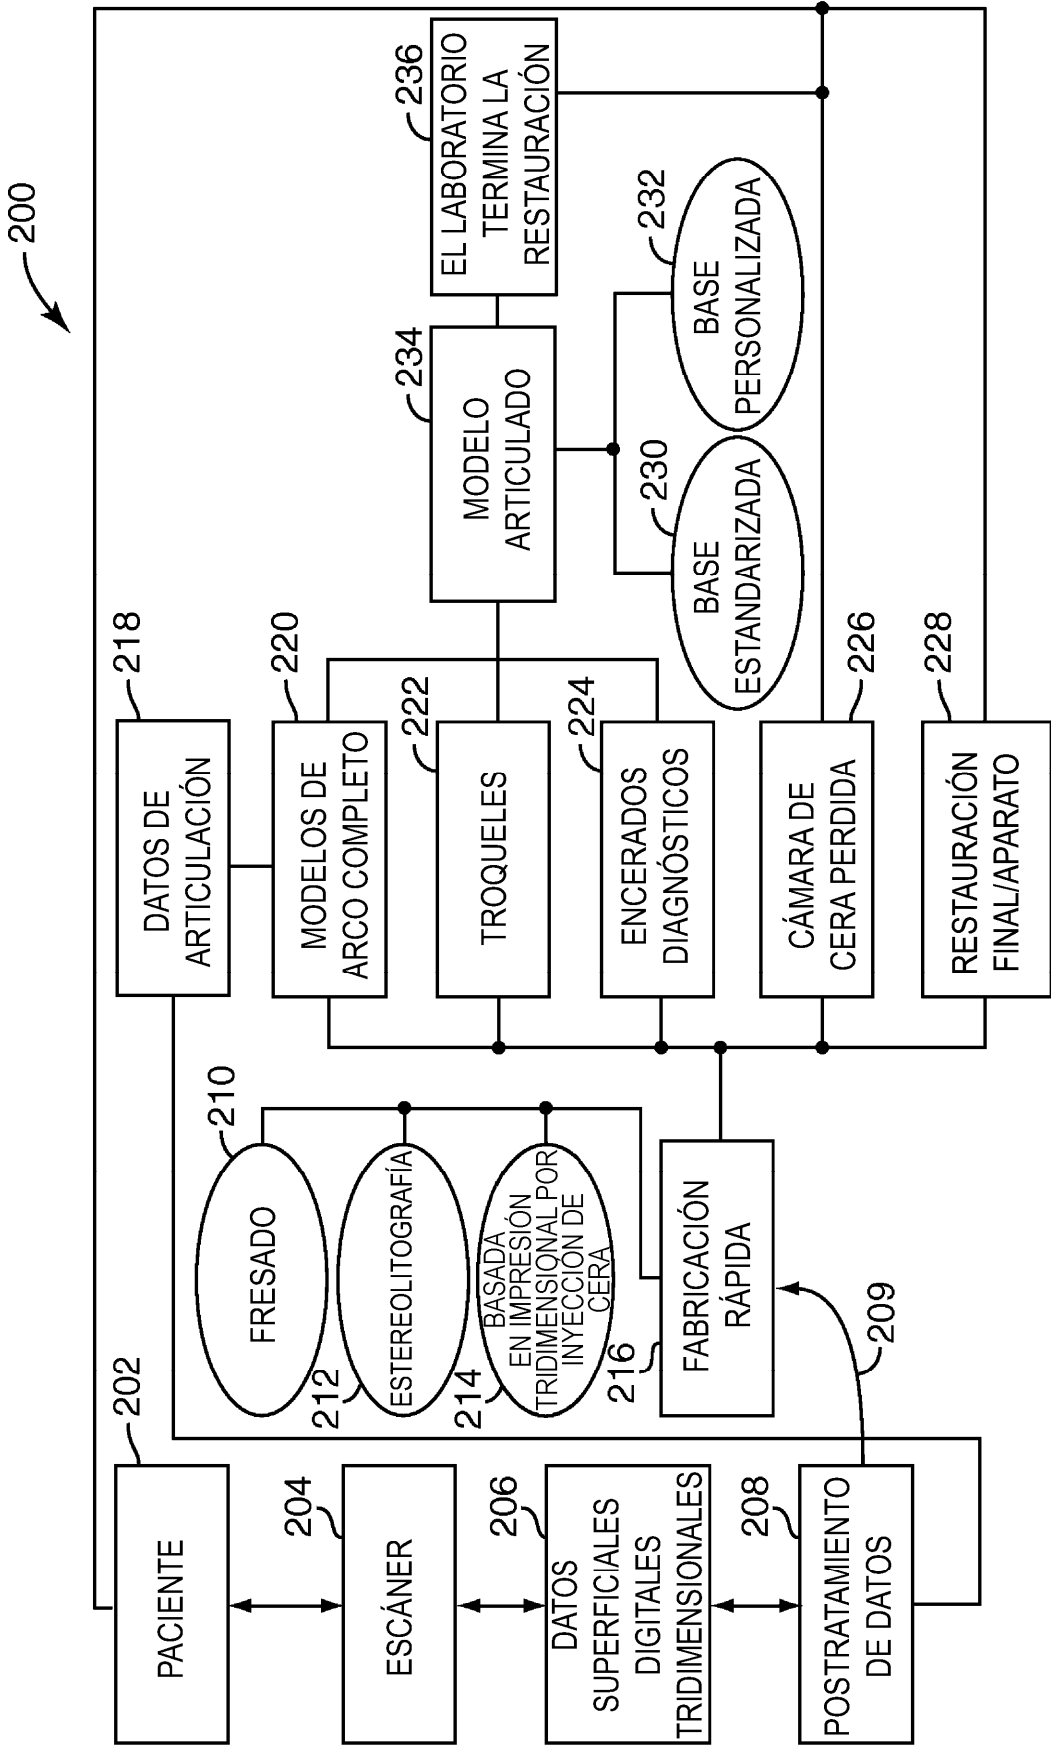 200
202
PACIENTE
204
ESCÁNER
206
DATOS
SUPERFICIALES
DIGITALES
TRIDIMENSIONALES
208
POSTRATAMIENTO
DE DATOS
209
210
FRESADO
212
ESTEREOLITOGRAFÍA
214
BASADA
EN IMPRESIÓN
TRIDIMENSIONAL POR
INYECCIÓN DE
CERA
216
FABRICACIÓN
RÁPIDA
218
DATOS DE
ARTICULACIÓN
220
MODELOS DE
ARCO COMPLETO
222
TROQUELES
224
ENCERADOS
DIAGNÓSTICOS
226
CÁMARA DE
CERA PERDIDA
228
RESTAURACIÓN
FINAL/APARATO
230
BASE
ESTANDARIZADA
232
BASE
PERSONALIZADA
234
MODELO
ARTICULADO
236
EL LABORATORIO
TERMINA LA
RESTAURACIÓN